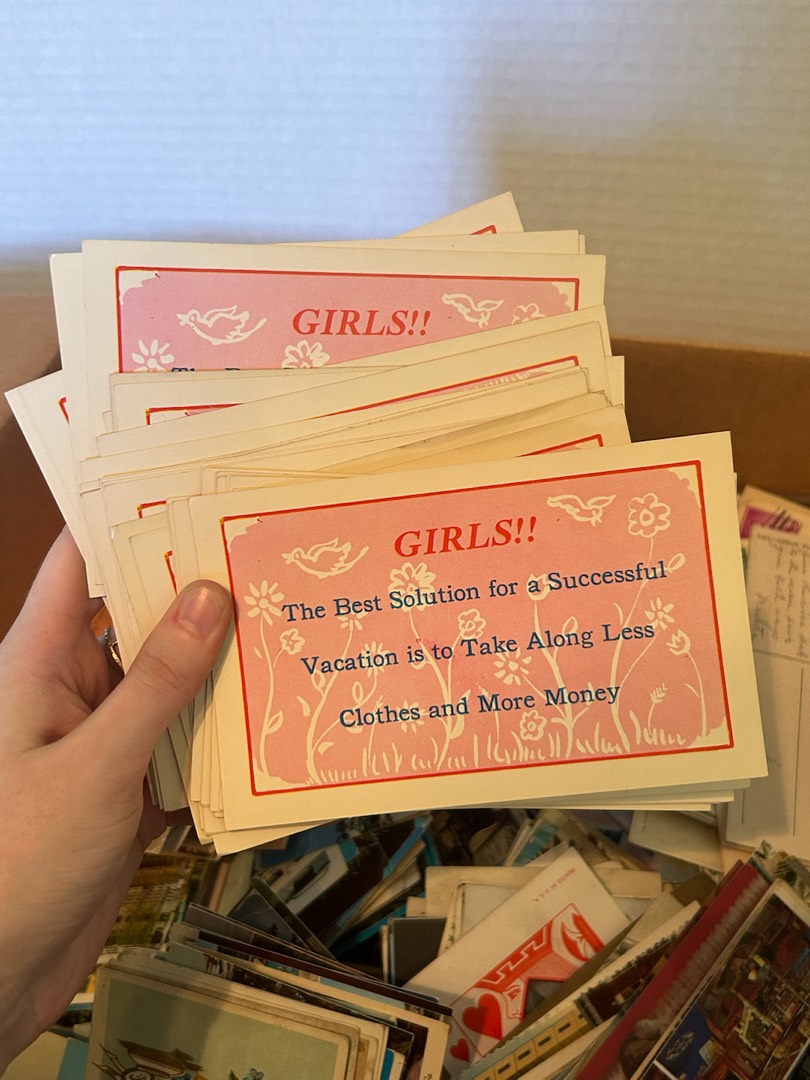 GIRLS!!
GIRLS!!
The Best Solution for a Successful
Vacation is to Take Along Less
Clothes and More Money